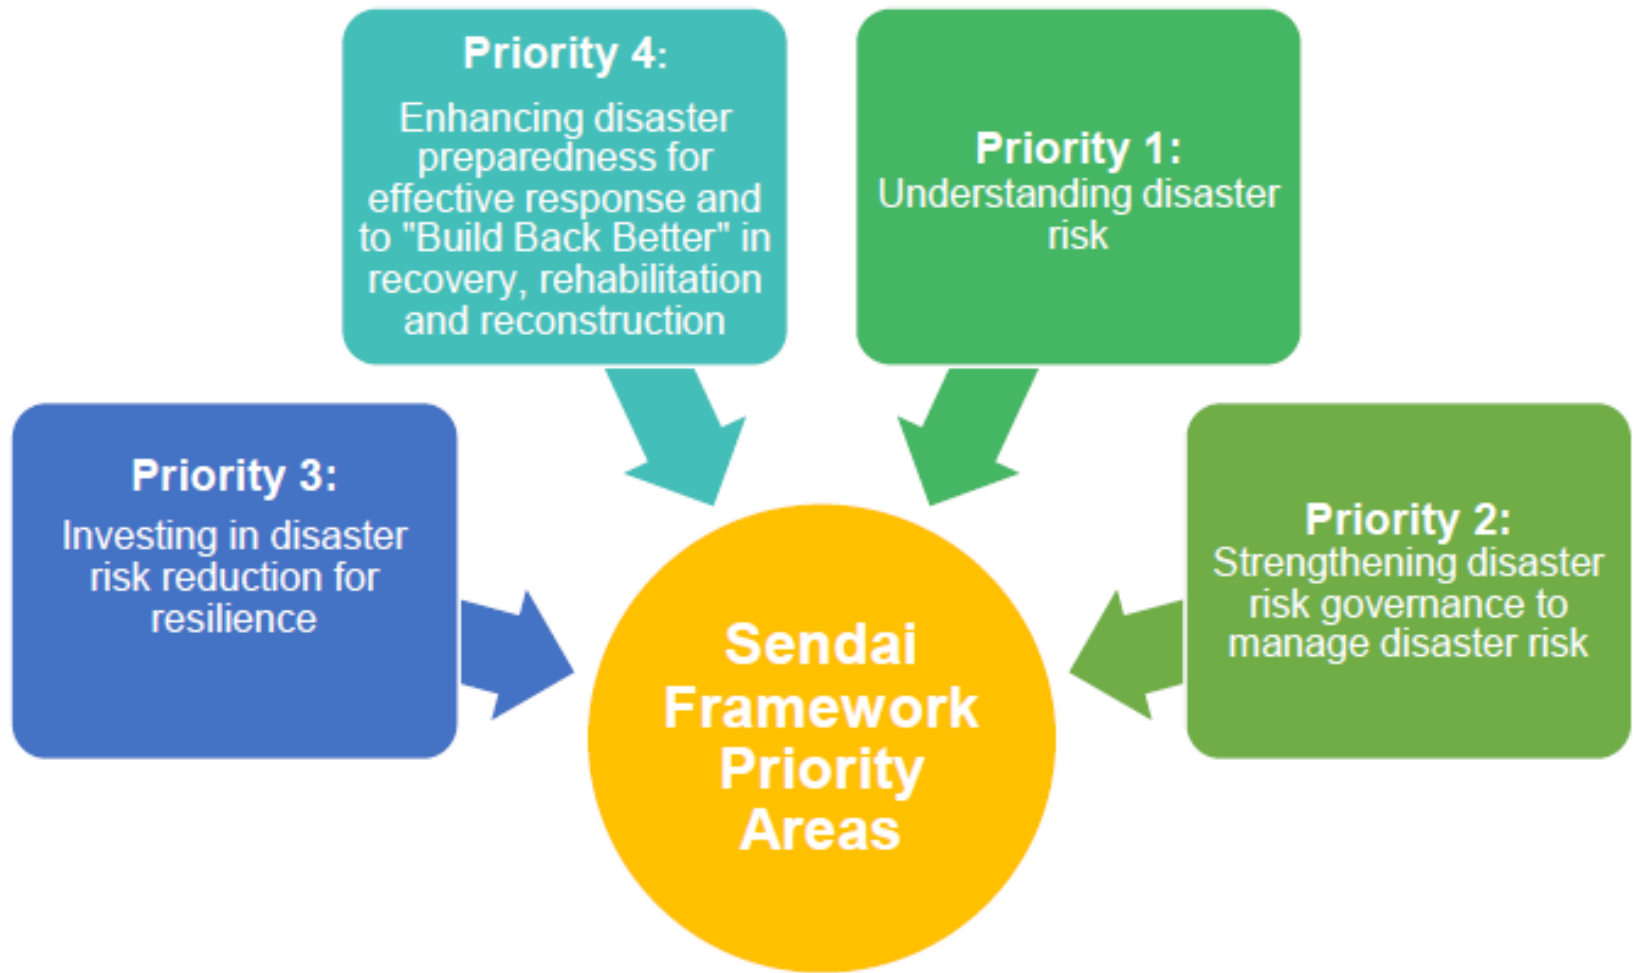 Priority 4:
Enhancing disaster
preparedness for
effective response and
to "Build Back Better" in
recovery, rehabilitation
and reconstruction
Priority 1:
Understanding disaster
risk
Priority 3:
Investing in disaster
risk reduction for
resilience
Priority 2:
Strengthening disaster
risk governance to
manage disaster risk
Sendai
Framework
Priority
Areas